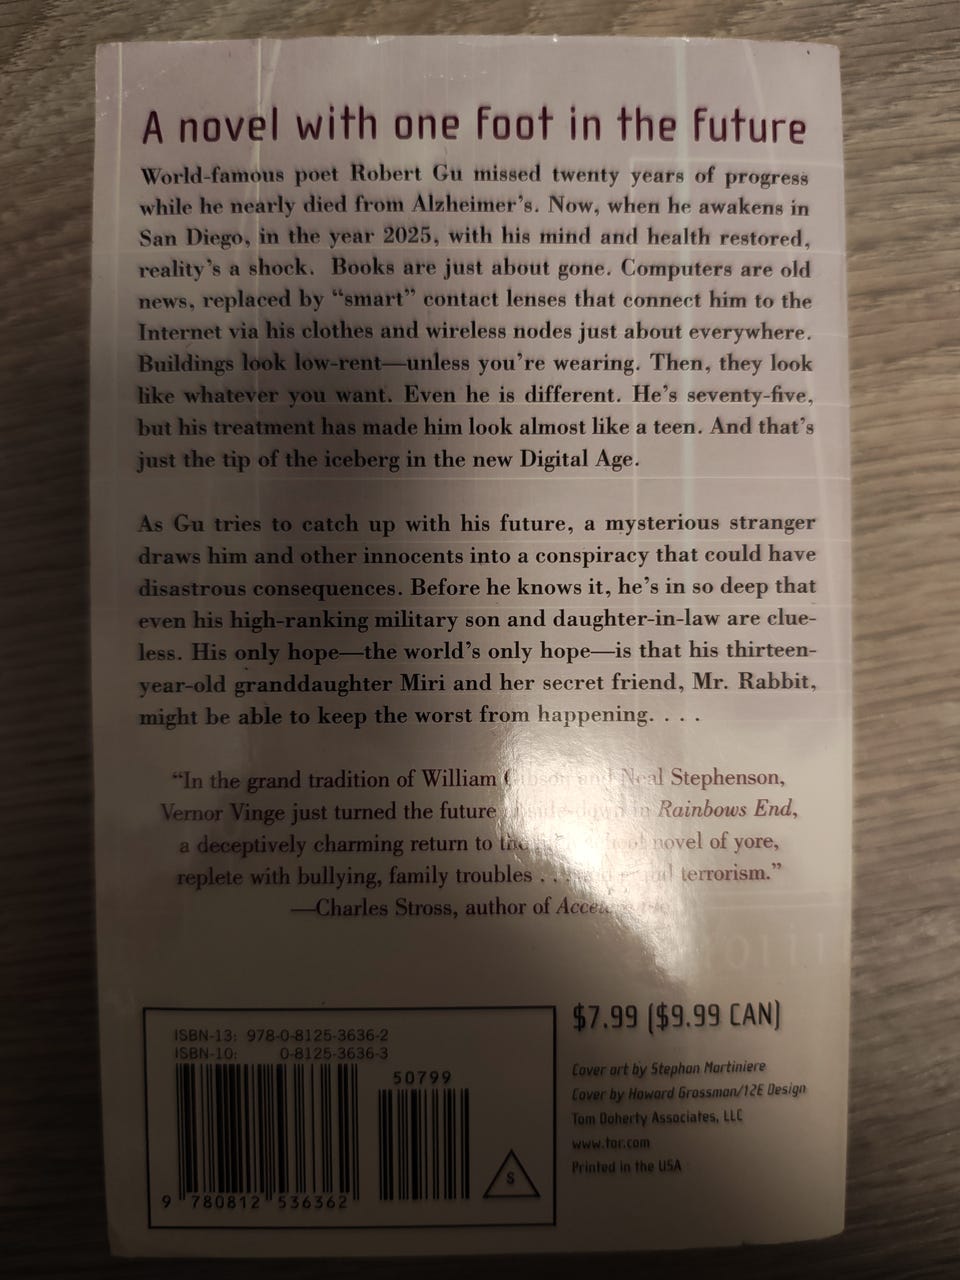 A novel with one foot in the future
World-famous poet Robert Gu missed twenty years of progress
while he nearly died from Alzheimer's. Now, when he awakens in
San Diego, in the year 2025, with his mind and health restored,
reality's a shock. Books are just about gone. Computers are old
news, replaced by “smart” contact lenses that connect him to the
Internet via his clothes and wireless nodes just about everywhere.
Buildings look low-rent—unless you're wearing. Then, they look
like whatever you want. Even he is different. He's seventy-five,
but his treatment has made him look almost like a teen. And that's
just the tip of the iceberg in the new Digital Age.
As Gu tries to catch up with his future, a mysterious stranger
draws him and other innocents into a conspiracy that could have
disastrous consequences. Before he knows it, he's in so deep that
even his high-ranking military son and daughter-in-law are clue-
less. His only hope—the world's only hope—is that his thirteen-
year-old granddaughter Miri and her secret friend, Mr. Rabbit,
might be able to keep the worst from happening. . . .
“In the grand tradition of William Gibson and Neal Stephenson,
Vernor Vinge just turned the future upside-down in Rainbows End,
a deceptively charming return to the novel of yore,
replete with bullying, family troubles . . . terrorism.”
—Charles Stross, author of
ISBN-13: 978-0-8125-3636-2
ISBN-10: 0-8125-3636-3
50799
9 780812 536362
S
$7.99 ($9.99 CAN)
Cover art by Stephan Martiniere
Cover by Howard Grossman/12E Design
Tom Doherty Associates, LLC
www.tor.com
Printed in the USA